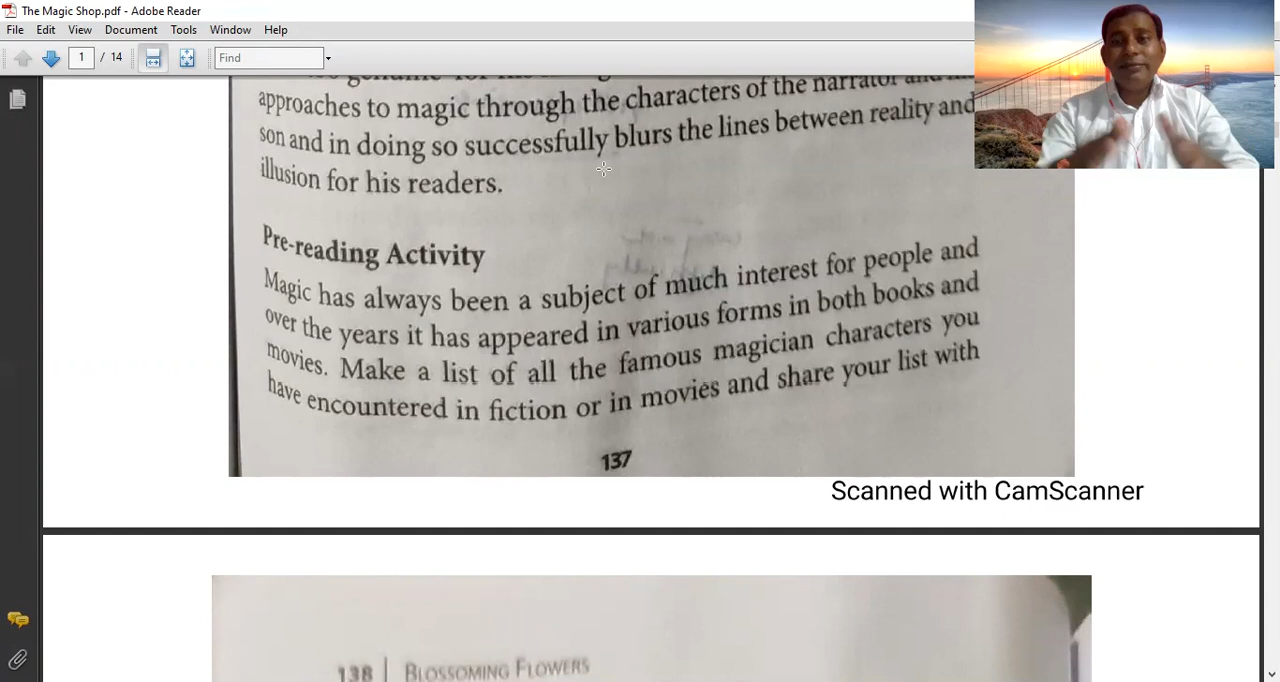 The Magic Shop.pdf - Adobe Reader
File Edit View Document Tools Window Help
1 / 14 Find
approaches to magic through the characters of the narrator and
son and in doing so successfully blurs the lines between reality and
illusion for his readers.
Pre-reading Activity
Magic has always been a subject of much interest for people and
over the years it has appeared in various forms in both books and
movies. Make a list of all the famous magician characters you
have encountered in fiction or in movies and share your list with
137
Scanned with CamScanner
138 | BLOSSOMING FLOWERS